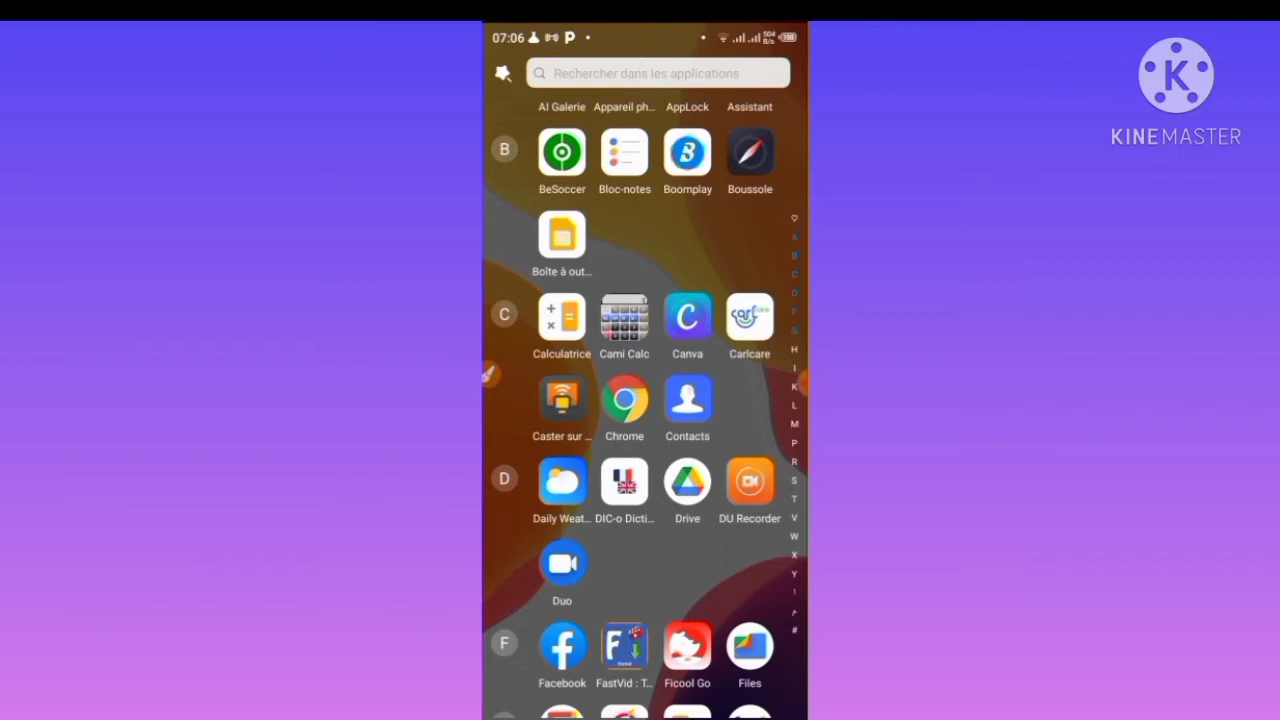 07:06
504
B/s
100
Rechercher dans les applications
AI Galerie Appareil ph... AppLock Assistant
B
BeSoccer Bloc-notes Boomplay Boussole
Boîte à out...
C
Calculatrice Cami Calc Canva Carlcare
Caster sur ... Chrome Contacts
D
Daily Weat... DIC-o Dicti... Drive DU Recorder
Duo
F
Facebook FastVid : T... Ficool Go Files
A
B
C
D
F
G
H
I
K
L
M
P
R
S
T
V
W
X
Y
!
م
#
K
KINEMASTER